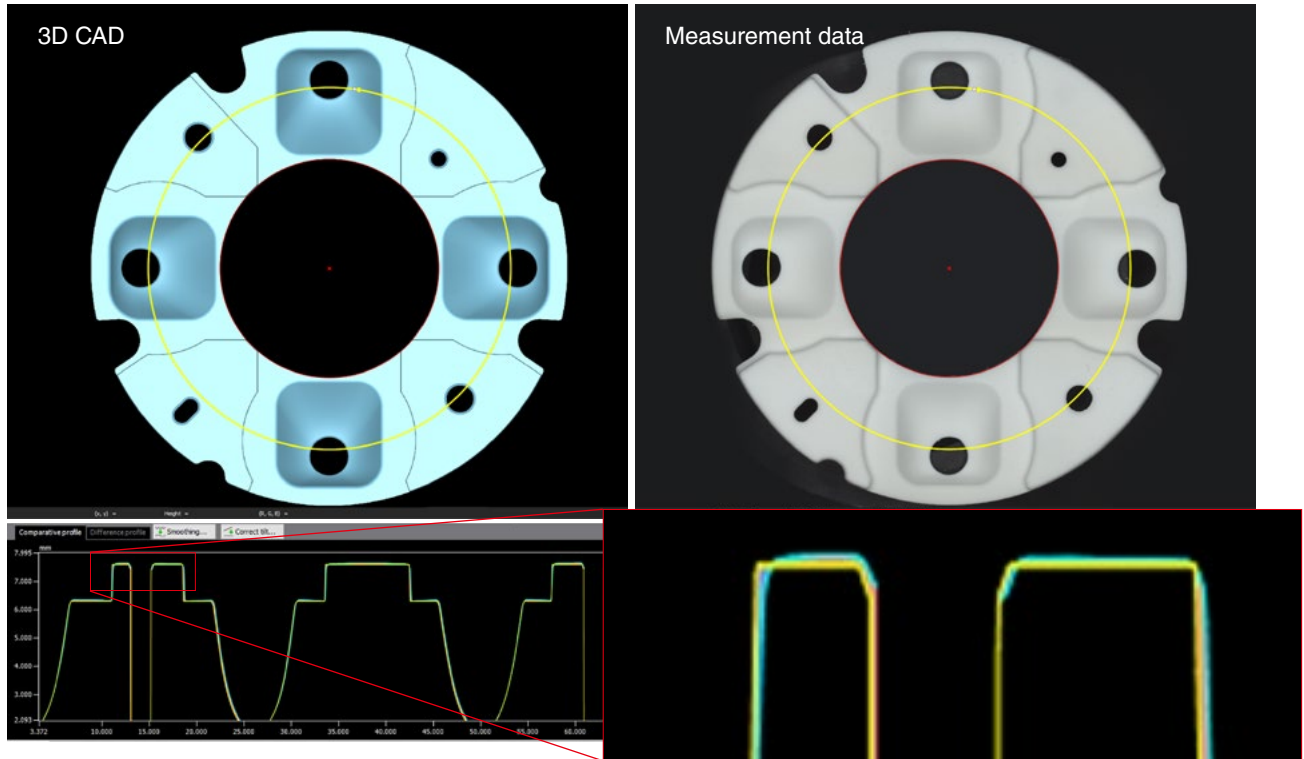 3D CAD
Measurement data
(x, y) =
Height =
(R, G, B) =
Comparative profile
Difference profile
Smoothing...
Correct tilt...
mm
7.995
7.000
6.000
5.000
4.000
3.000
2.093
3.372
10.000
15.000
20.000
25.000
30.000
35.000
40.000
45.000
50.000
55.000
60.000